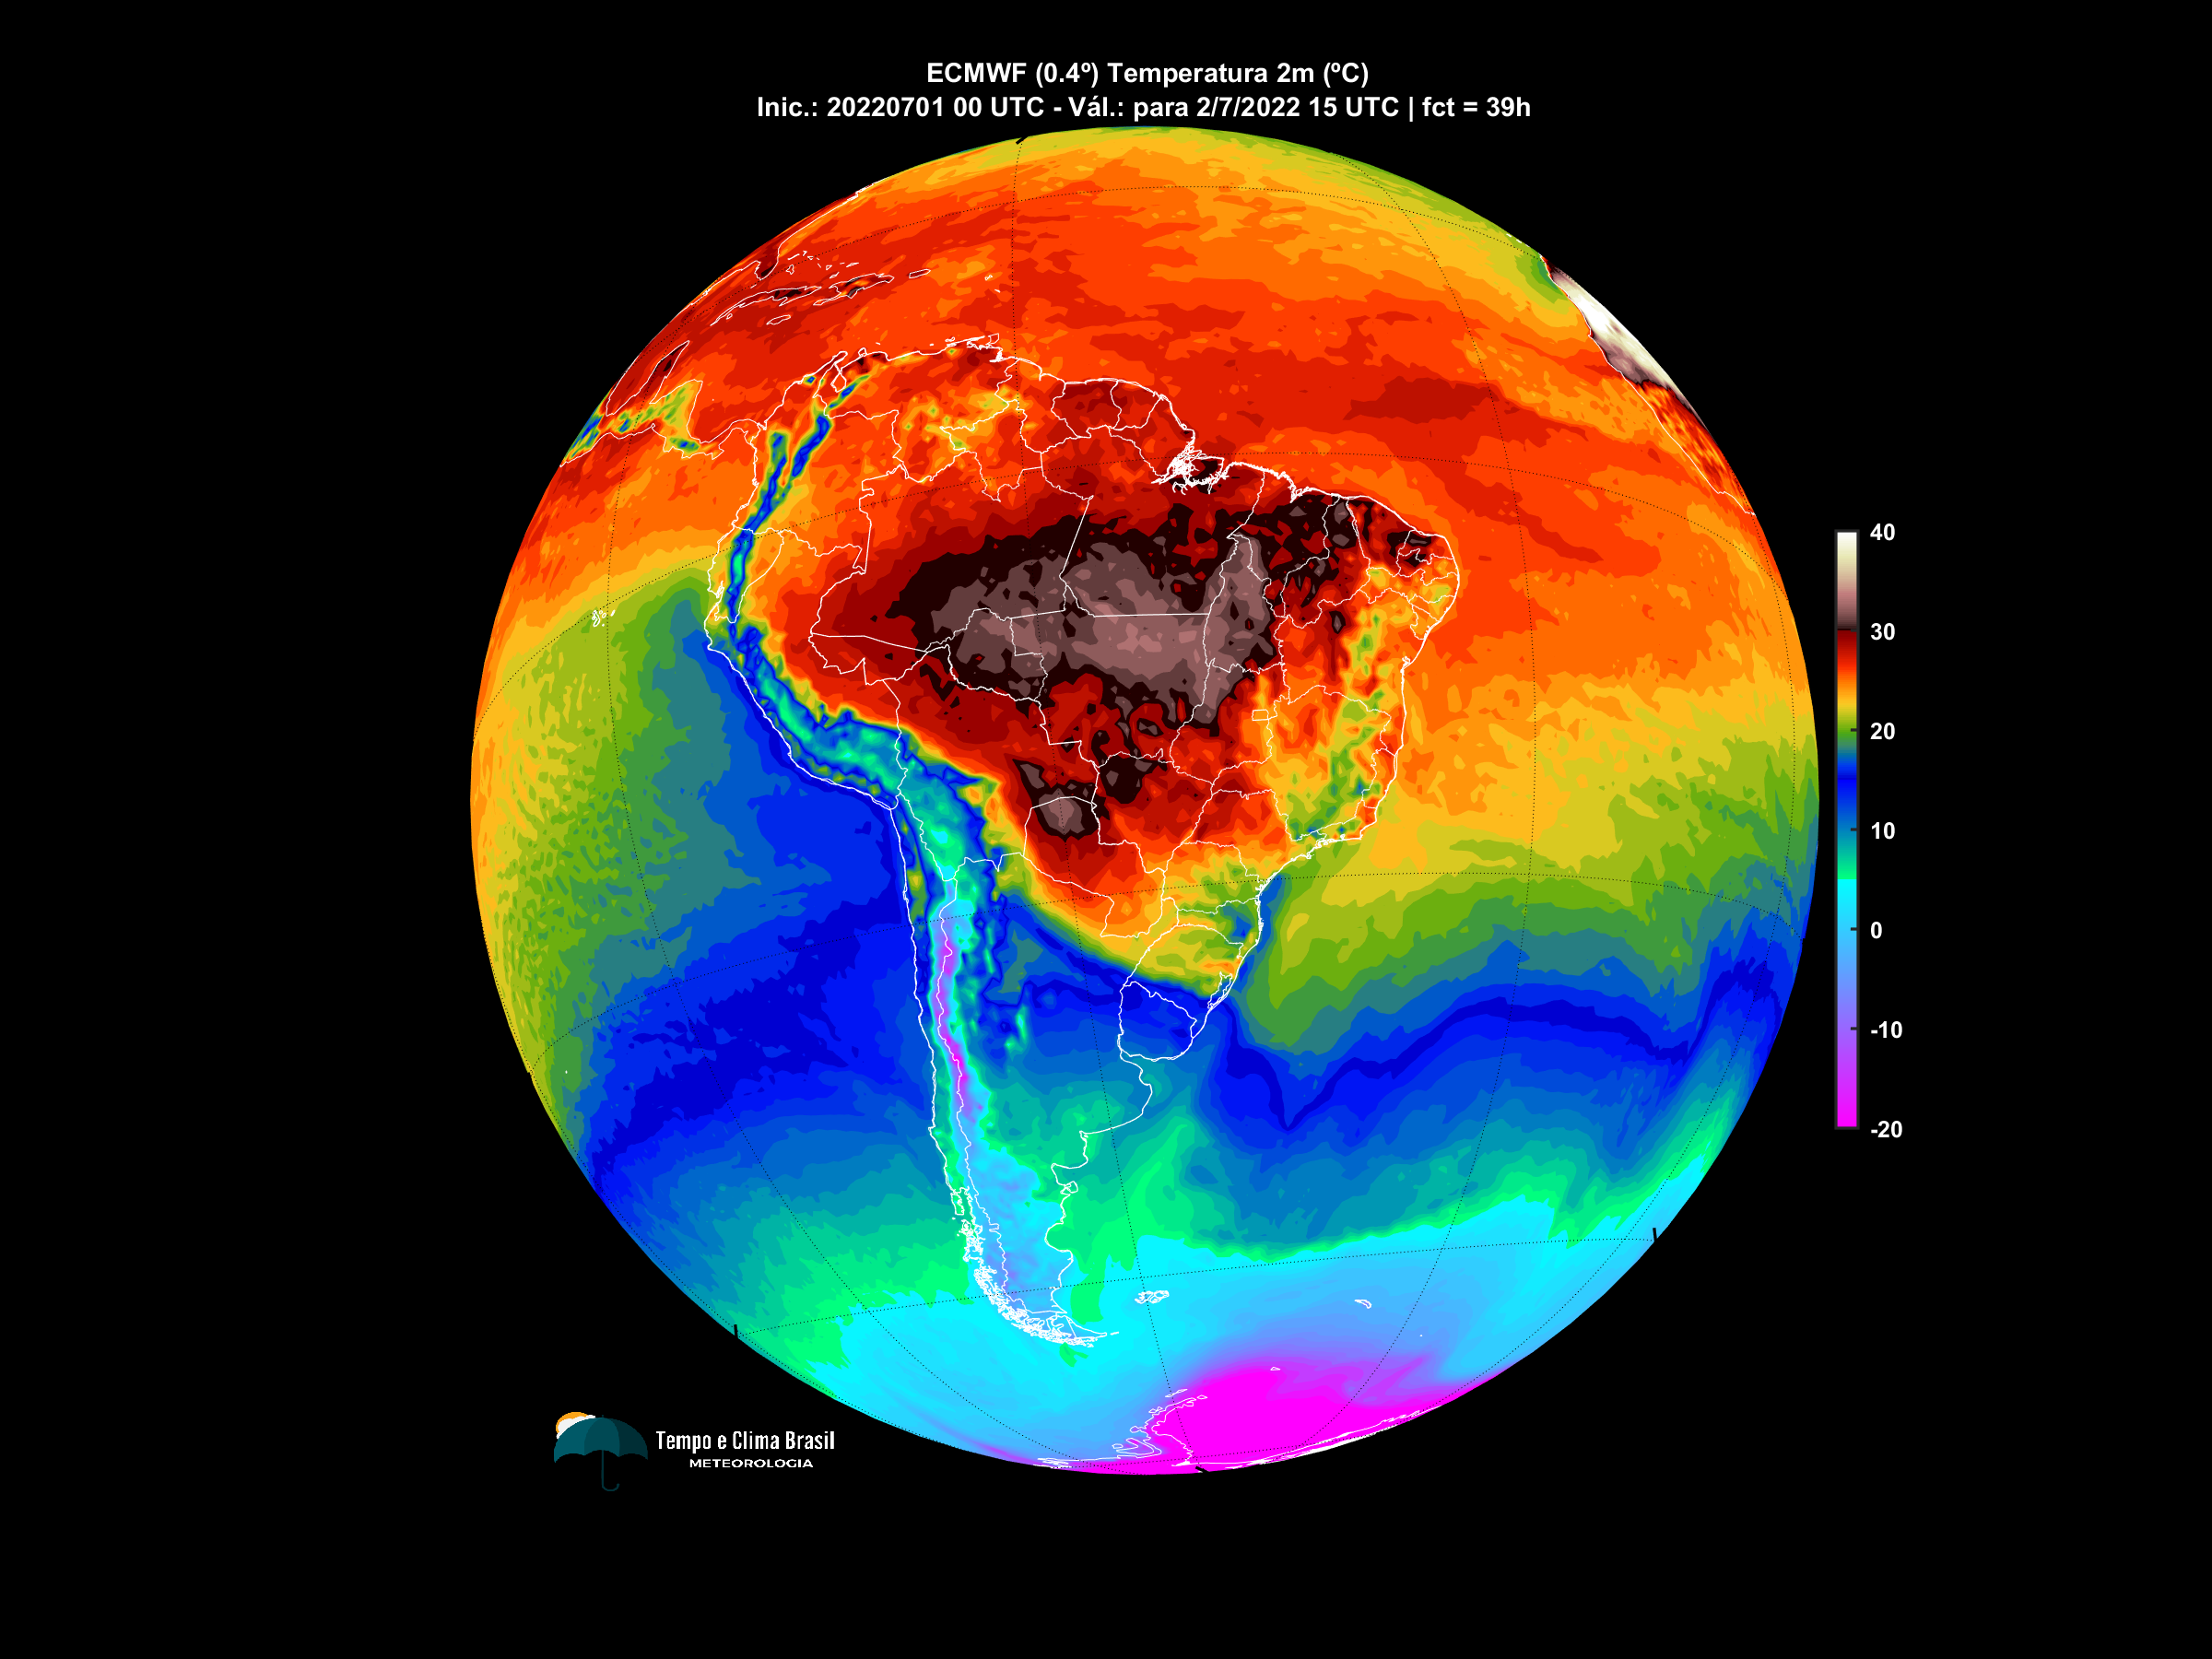 ECMWF (0.4º) Temperatura 2m (ºC)
Inic.: 20220701 00 UTC - Vál.: para 2/7/2022 15 UTC | fct = 39h
40
30
20
10
0
-10
-20
Tempo e Clima Brasil
METEOROLOGIA